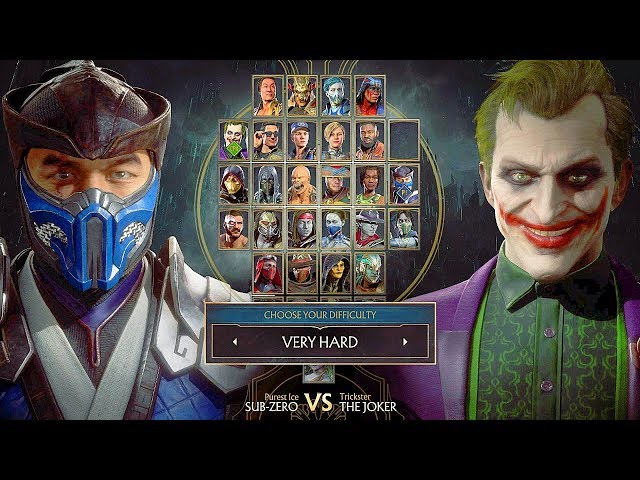 CHOOSE YOUR DIFFICULTY
VERY HARD
Purest Ice
SUB-ZERO
VS
Trickster
THE JOKER